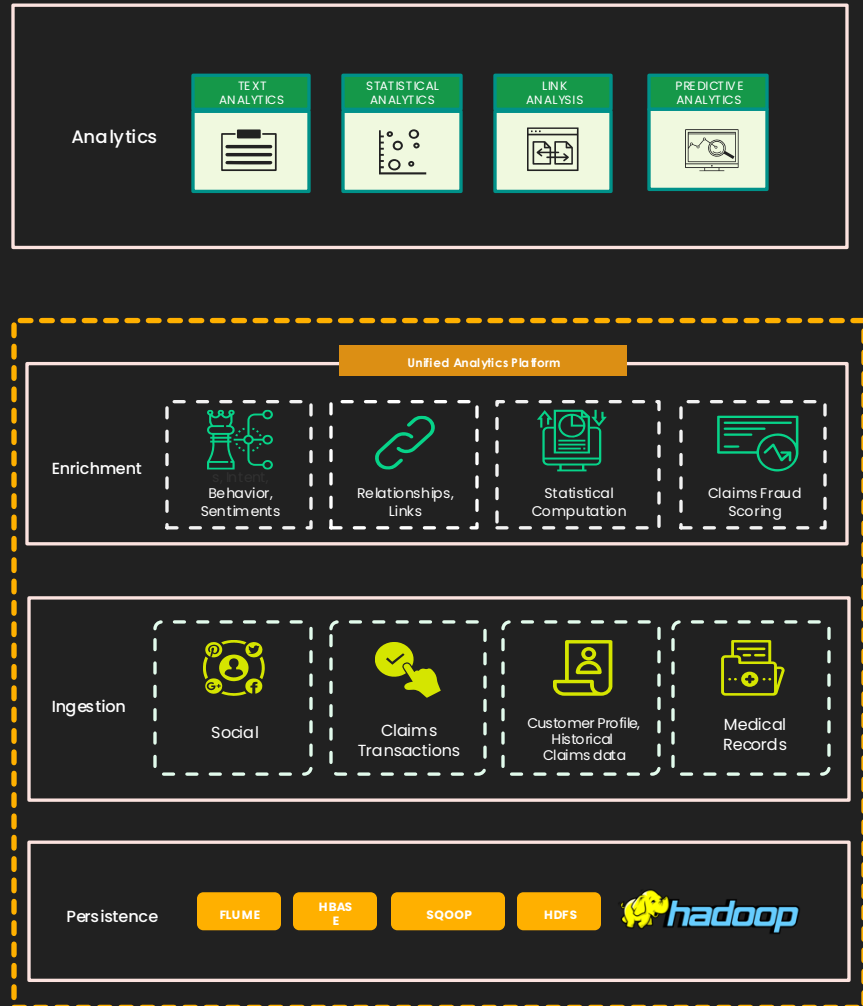 TEXT
ANALYTICS
STATISTICAL
ANALYTICS
LINK
ANALYSIS
PREDICTIVE
ANALYTICS
Analytics
Unified Analytics Platform
Enrichment
s, Intent,
Behavior,
Sentiments
Relationships,
Links
Statistical
Computation
Claims Fraud
Scoring
Ingestion
Social
Claims
Transactions
Customer Profile,
Historical
Claims data
Medical
Records
Persistence
FLUME
HBAS
E
SQOOP
HDFS
hadoop